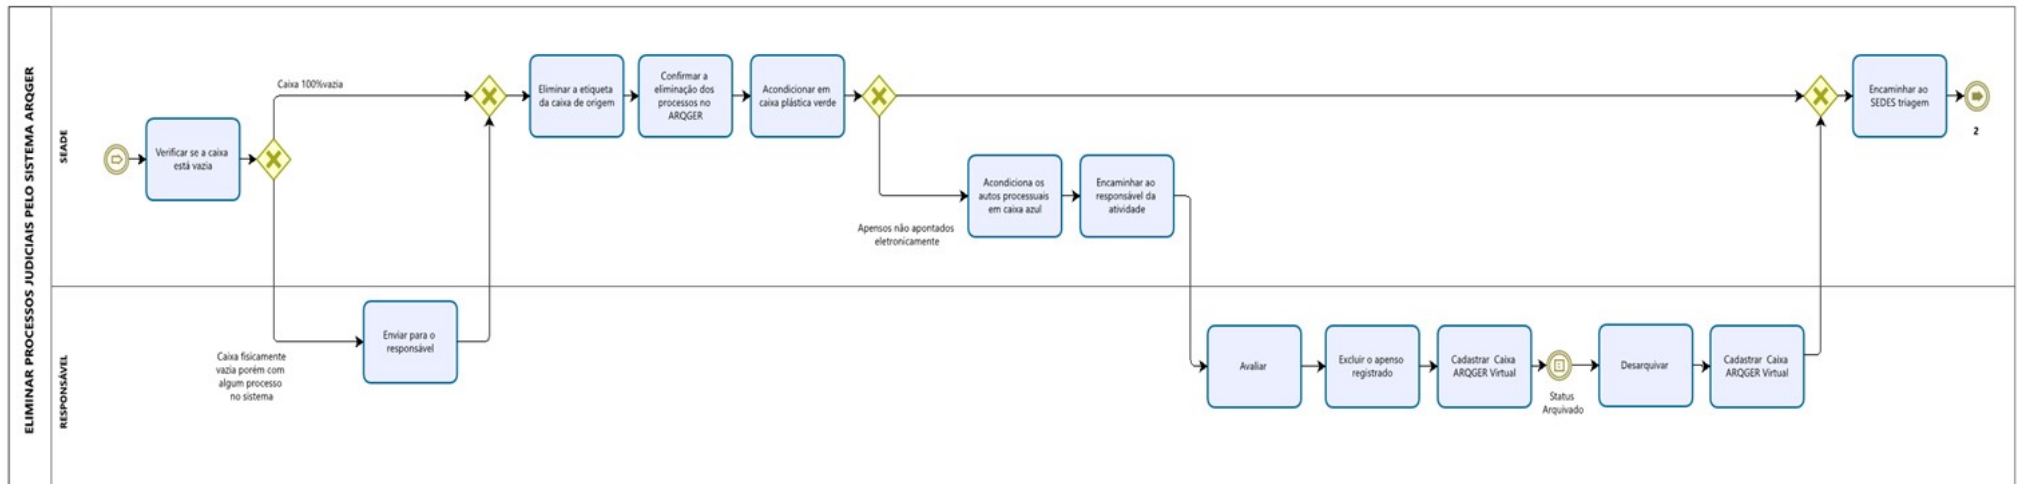 ELIMINAR PROCESSOS JUDICIAIS PELO SISTEMA ARQGER
SEADE
Verificar se a caixa
está vazia
Caixa 100%vazia
Eliminar a etiqueta
da caixa de origem
Confirmar a
eliminação dos
processos no
ARQGER
Acondicionar em
caixa plástica verde
Apensos não apontados
eletronicamente
Acondiciona os
autos processuais
em caixa azul
Encaminhar ao
responsável da
atividade
Encaminhar ao
SEDES triagem
2
RESPONSÁVEL
Caixa fisicamente
vazia porém com
algum processo
no sistema
Enviar para o
responsável
Avaliar
Excluir o apenso
registrado
Cadastrar Caixa
ARQGER Virtual
Status
Arquivado
Desarquivar
Cadastrar Caixa
ARQGER Virtual